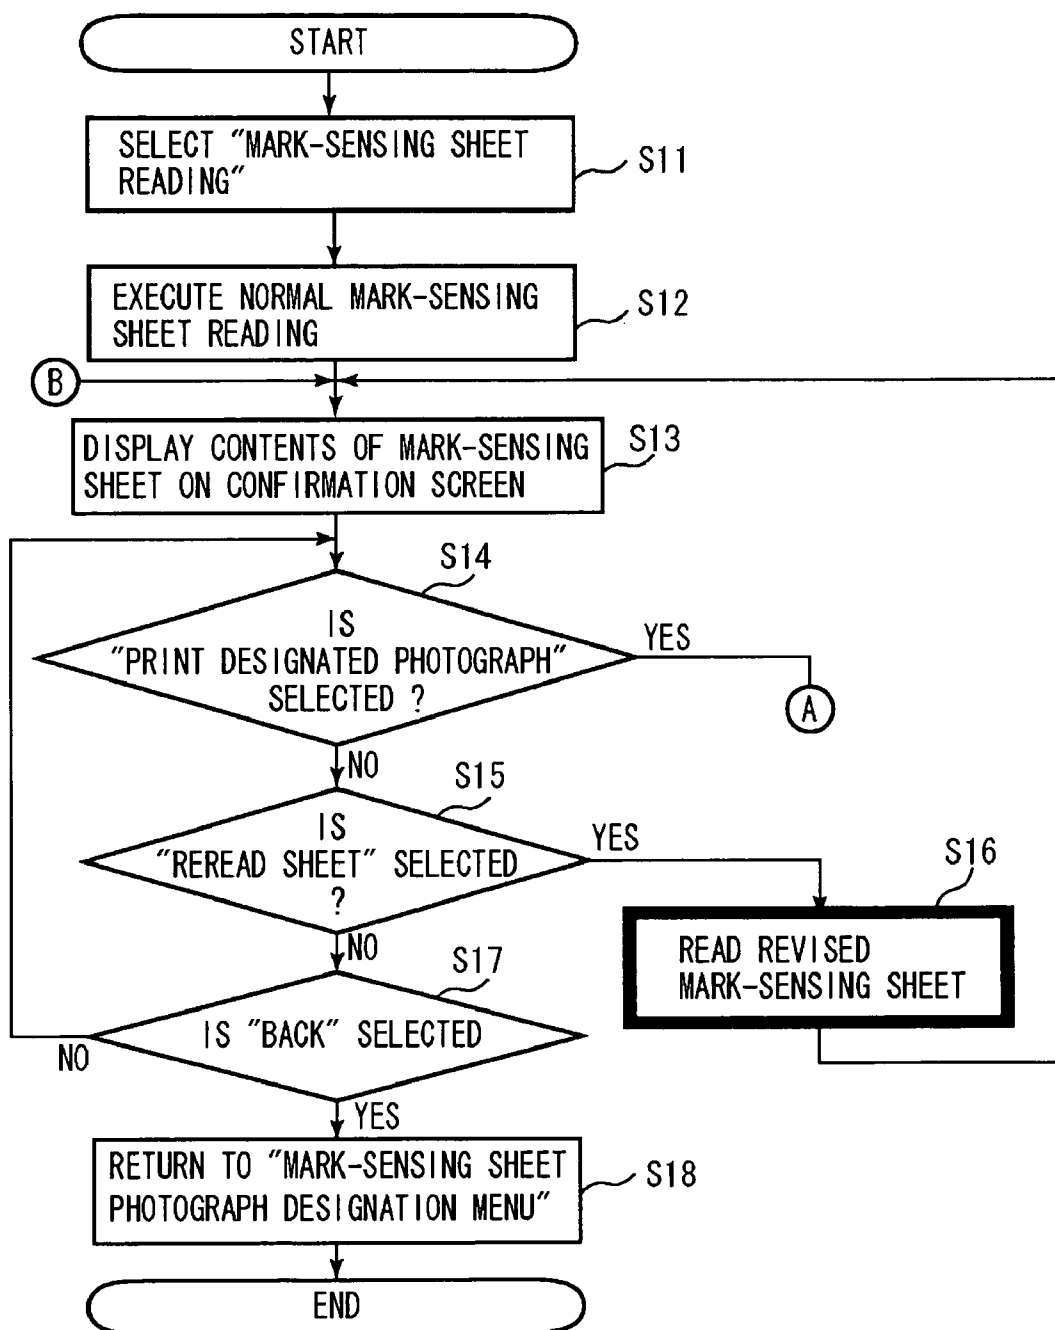 START
SELECT "MARK-SENSING SHEET
READING"
S11
EXECUTE NORMAL MARK-SENSING
SHEET READING
S12
B
DISPLAY CONTENTS OF MARK-SENSING
SHEET ON CONFIRMATION SCREEN
S13
S14
IS
"PRINT DESIGNATED PHOTOGRAPH"
SELECTED ?
YES
A
NO
S15
IS
"REREAD SHEET" SELECTED
?
YES
S16
READ REVISED
MARK-SENSING SHEET
NO
S17
IS "BACK" SELECTED
NO
YES
RETURN TO "MARK-SENSING SHEET
PHOTOGRAPH DESIGNATION MENU"
S18
END